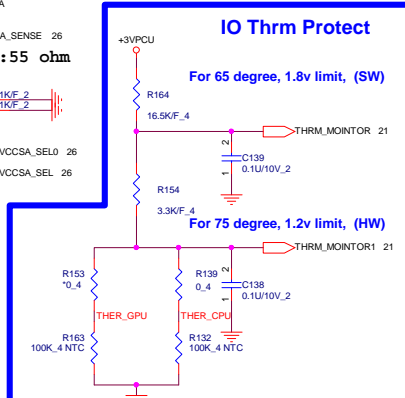 A_SENSE 26
:55 ohm
1K/F_2
1K/F_2
VCCSA_SEL0 26
VCCSA_SEL 26
IO Thrm Protect
+3VPCU
For 65 degree, 1.8v limit, (SW)
R164
16.5K/F_4
THRM_MOINTOR 21
2
C139
0.1U/10V_2
1
R154
3.3K/F_4
For 75 degree, 1.2v limit, (HW)
THRM_MOINTOR1 21
R153
*0_4
R139
0_4
2
C138
0.1U/10V_2
1
THER_GPU
THER_CPU
R163
100K_4 NTC
R132
100K_4 NTC